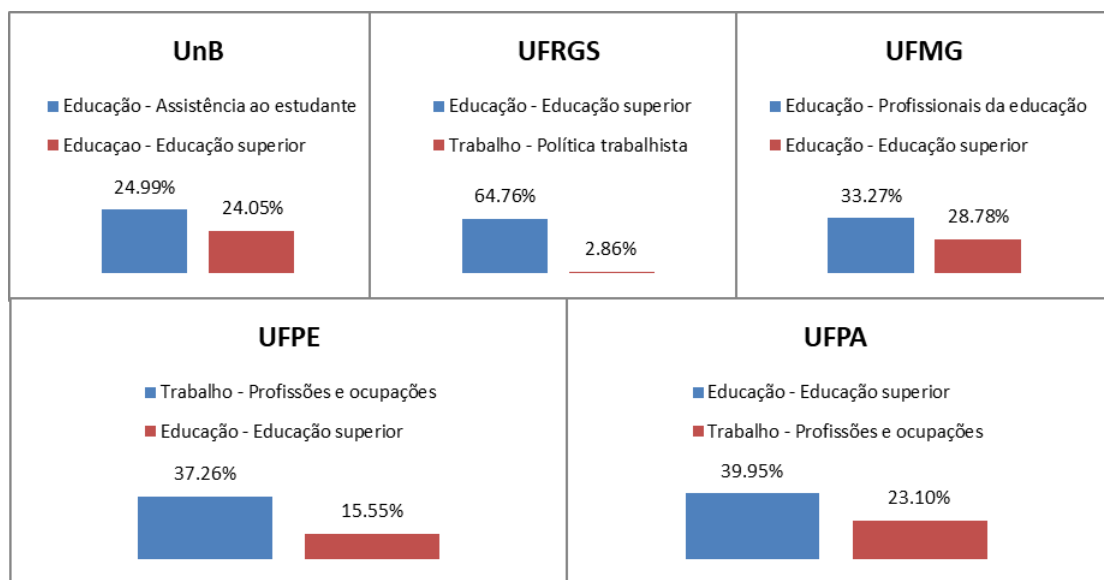 UnB
Educação - Assistência ao estudante
Educaçao - Educação superior
24.99%
24.05%
UFRGS
Educação - Educação superior
Trabalho - Política trabalhista
64.76%
2.86%
UFMG
Educação - Profissionais da educação
Educação - Educação superior
33.27%
28.78%
UFPE
Trabalho - Profissões e ocupações
Educação - Educação superior
37.26%
15.55%
UFPA
Educação - Educação superior
Trabalho - Profissões e ocupações
39.95%
23.10%